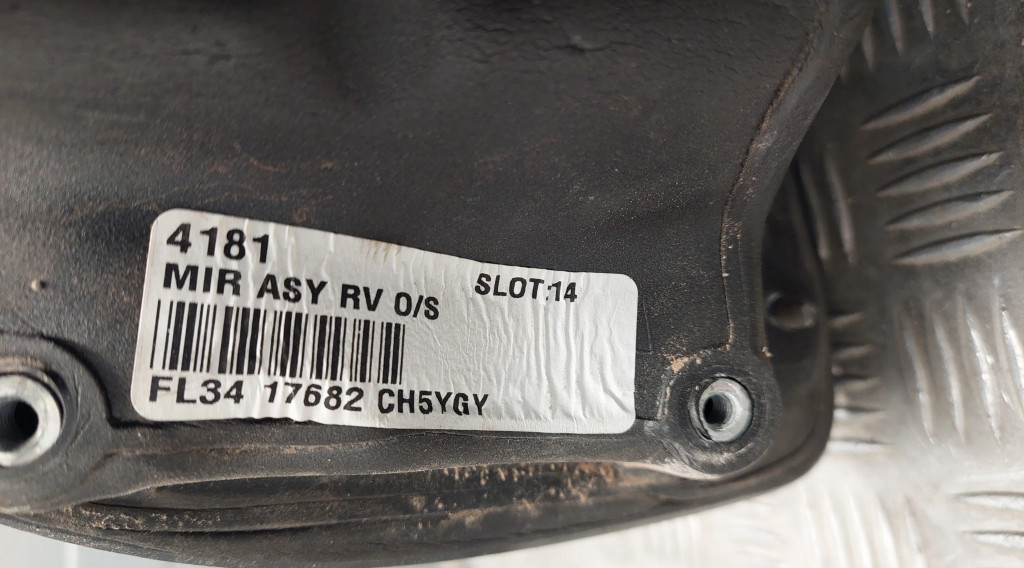 4181
MIR ASY RV O/S SLOT:14
FL34 17682 CH5YGY